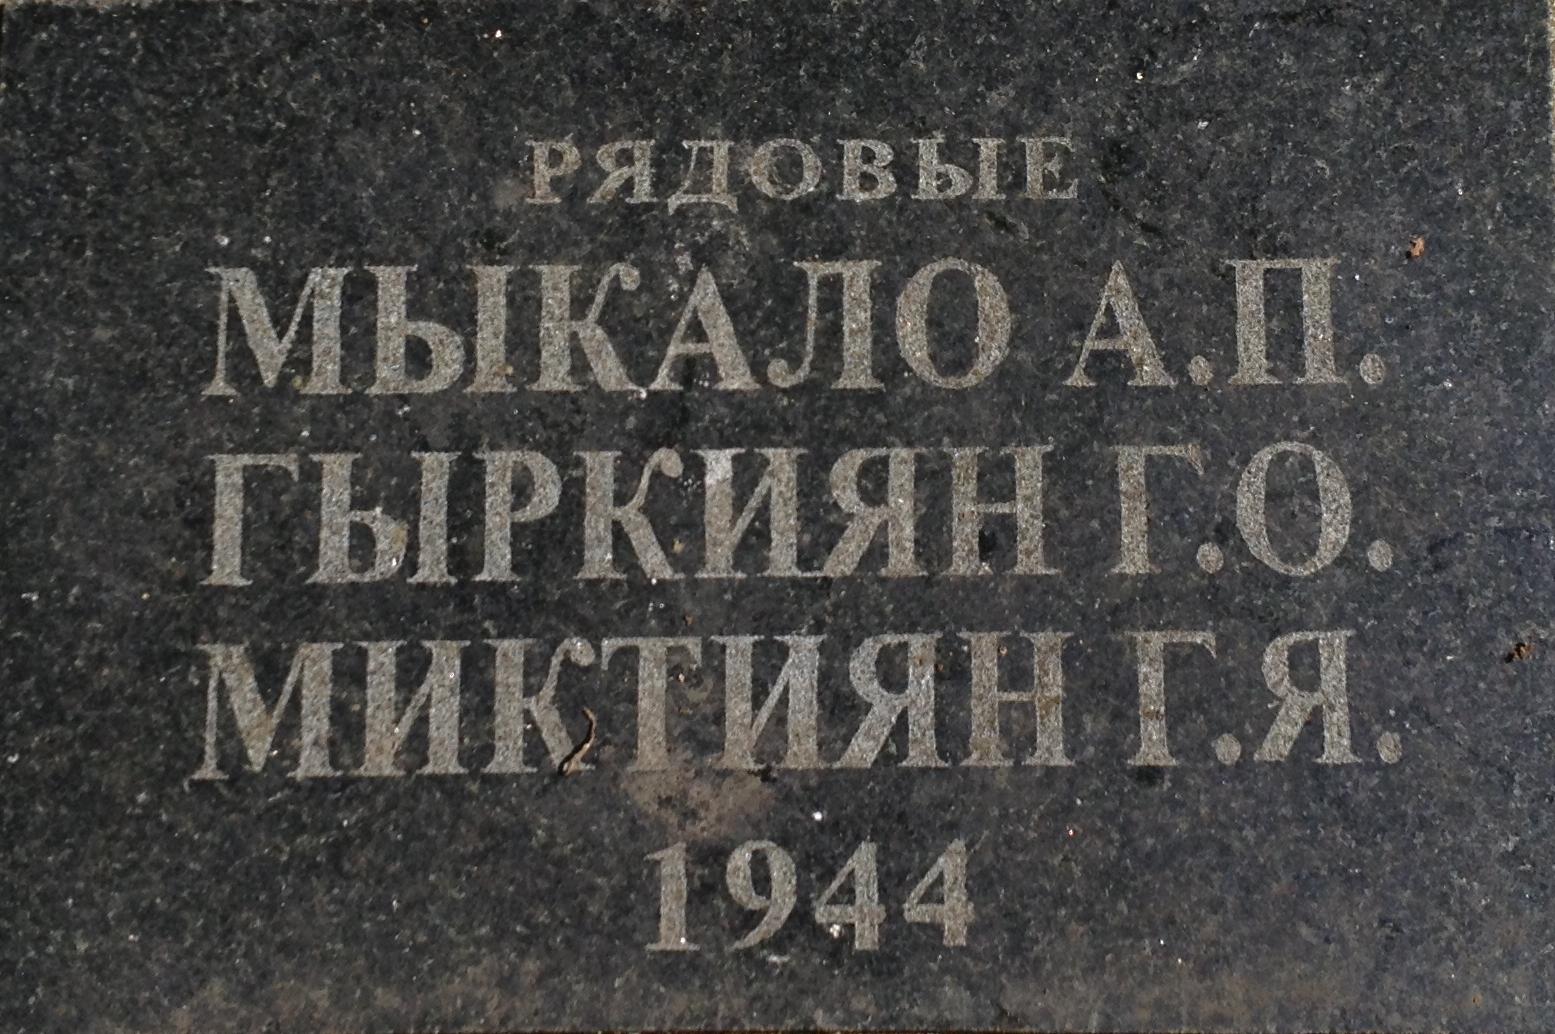 РЯДОВЫЕ
МЫКАЛО А.П.
ГЫРКИЯН Г.О.
МИКТИЯН Г.Я.
1944